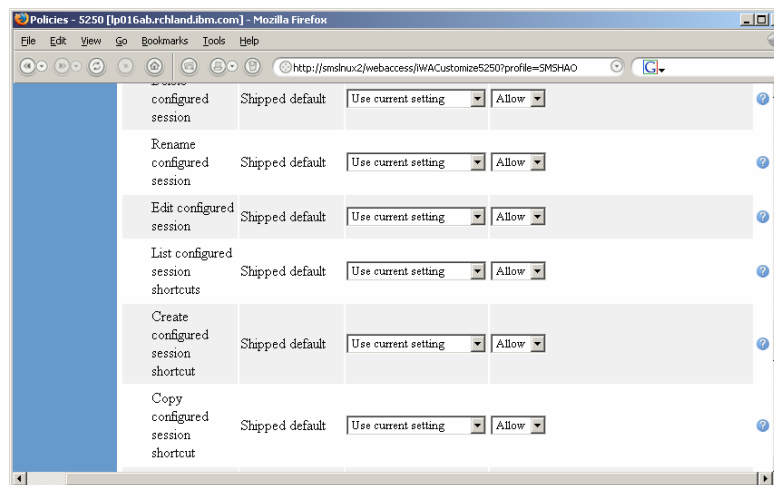 Policies - 5250 [lp016ab.rchland.ibm.com] - Mozilla Firefox
File Edit View Go Bookmarks Tools Help
http://smslnux2/webaccess/iWACustomize5250?profile=SMSHAO G
Delete
configured
session
Shipped default Use current setting Allow ?
Rename
configured
session
Shipped default Use current setting Allow ?
Edit configured
session
Shipped default Use current setting Allow ?
List configured
session
shortcuts
Shipped default Use current setting Allow ?
Create
configured
session
shortcut
Shipped default Use current setting Allow ?
Copy
configured
session
shortcut
Shipped default Use current setting Allow ?